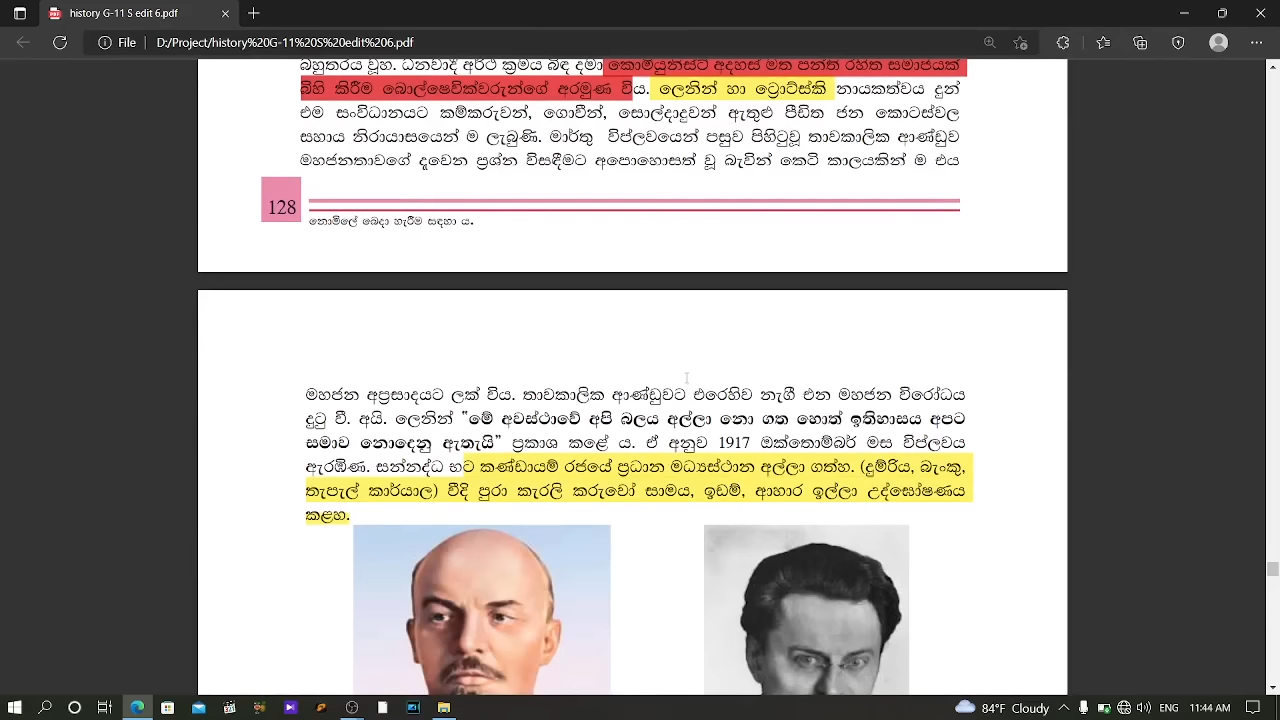 history G-11 S edit 6.pdf
File D:/Project/history%20G-11%20S%20edit%206.pdf
බහුතරය වූහ. ධනවාදී අර්ථ ක්‍රමය බිඳ දමා කොමියුනිස්ට් අදහස් මත පන්ති රහිත සමාජයක්
බිහි කිරීම බොල්ෂෙවික්වරුන්ගේ අරමුණ විය. ලෙනින් හා ට්‍රොට්ස්කි නායකත්වය දුන්
එම සංවිධානයට කම්කරුවන්, ගොවීන්, සොල්දාදුවන් ඇතුළු පීඩිත ජන කොටස්වල
සහාය නිරායාසයෙන් ම ලැබුණි. මාර්තු විප්ලවයෙන් පසුව පිහිටුවූ තාවකාලික ආණ්ඩුව
මහජනතාවගේ දැවෙන ප්‍රශ්න විසඳීමට අපොහොසත් වූ බැවින් කෙටි කාලයකින් ම එය
128
නොමිලේ බෙදා හැරීම සඳහා ය.
මහජන අප්‍රසාදයට ලක් විය. තාවකාලික ආණ්ඩුවට එරෙහිව නැගී එන මහජන විරෝධය
දුටු වී. අයි. ලෙනින් "මේ අවස්ථාවේ අපි බලය අල්ලා නො ගත හොත් ඉතිහාසය අපට
සමාව නොදෙනු ඇතැයි" ප්‍රකාශ කළේ ය. ඒ අනුව 1917 ඔක්තොම්බර් මස විප්ලවය
ඇරඹිණ. සන්නද්ධ භට කණ්ඩායම් රජයේ ප්‍රධාන මධ්‍යස්ථාන අල්ලා ගත්හ. (දුම්රිය, බැංකු,
තැපැල් කාර්යාල) වීදි පුරා කැරලි කරුවෝ සාමය, ඉඩම්, ආහාර ඉල්ලා උද්ඝෝෂණය
කළහ.
84°F Cloudy 11:44 AM